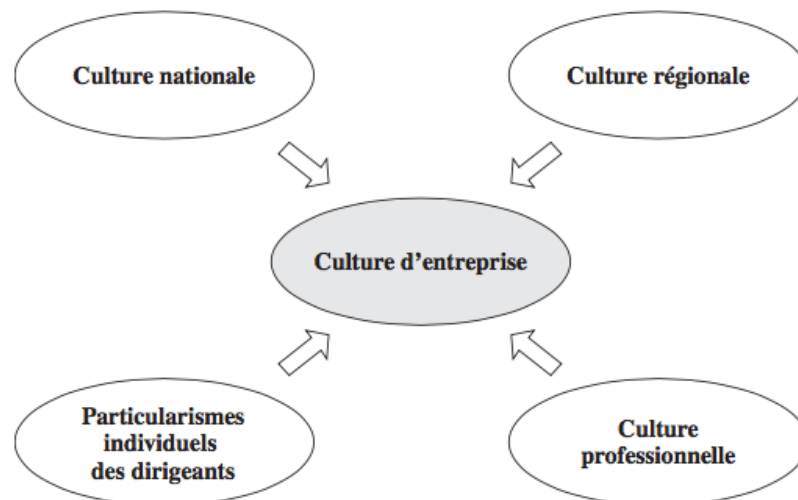 Culture nationale
Culture régionale
Culture d’entreprise
Particularismes
individuels
des dirigeants
Culture
professionnelle